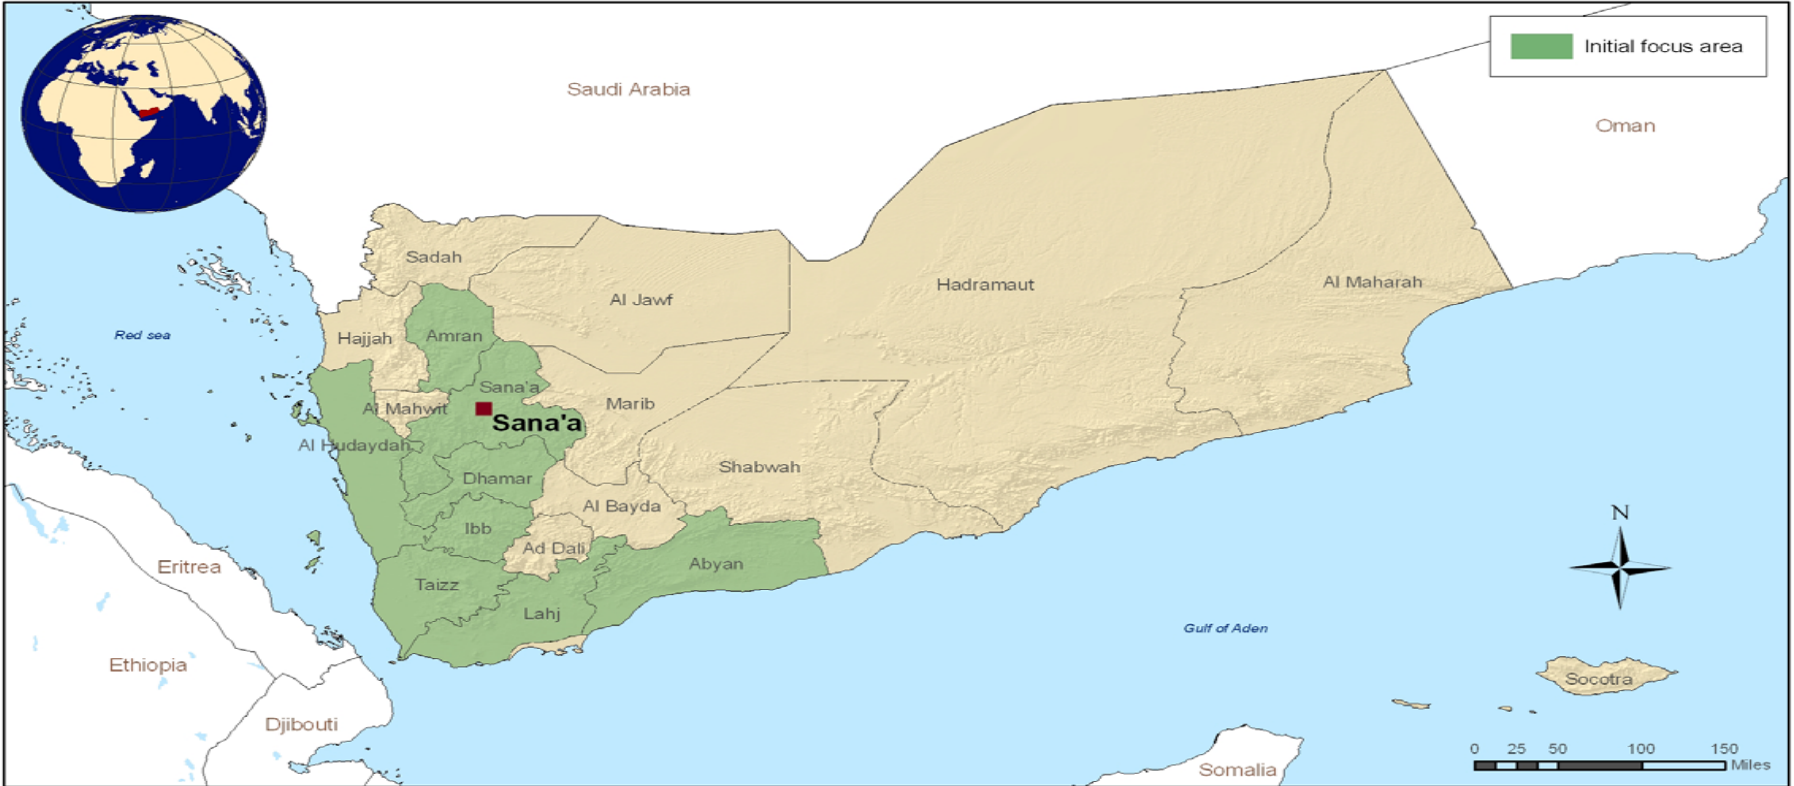 Initial focus area
Saudi Arabia
Oman
Sadah
Al Jawf
Hadramaut
Al Maharah
Red sea
Hajjah
Amran
Sana'a
Al Mahwit
Marib
Sana'a
Al Hudaydah
Shabwah
Dhamar
Al Bayda
Ibb
Ad Dali
N
Eritrea
Taizz
Abyan
Lahj
Gulf of Aden
Ethiopia
Socotra
Djibouti
0 25 50 100 150
Miles
Somalia